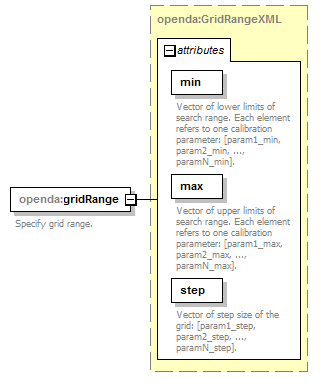 openda:GridRangeXML
attributes
min
Vector of lower limits of
search range. Each element
refers to one calibration
parameter: [param1_min,
param2_min, ...,
paramN_min].
max
Vector of upper limits of
search range. Each element
refers to one calibration
parameter: [param1_max,
param2_max, ...,
paramN_max].
openda:gridRange
Specify grid range.
step
Vector of step size of the
grid: [param1_step,
param2_step, ...,
paramN_step].